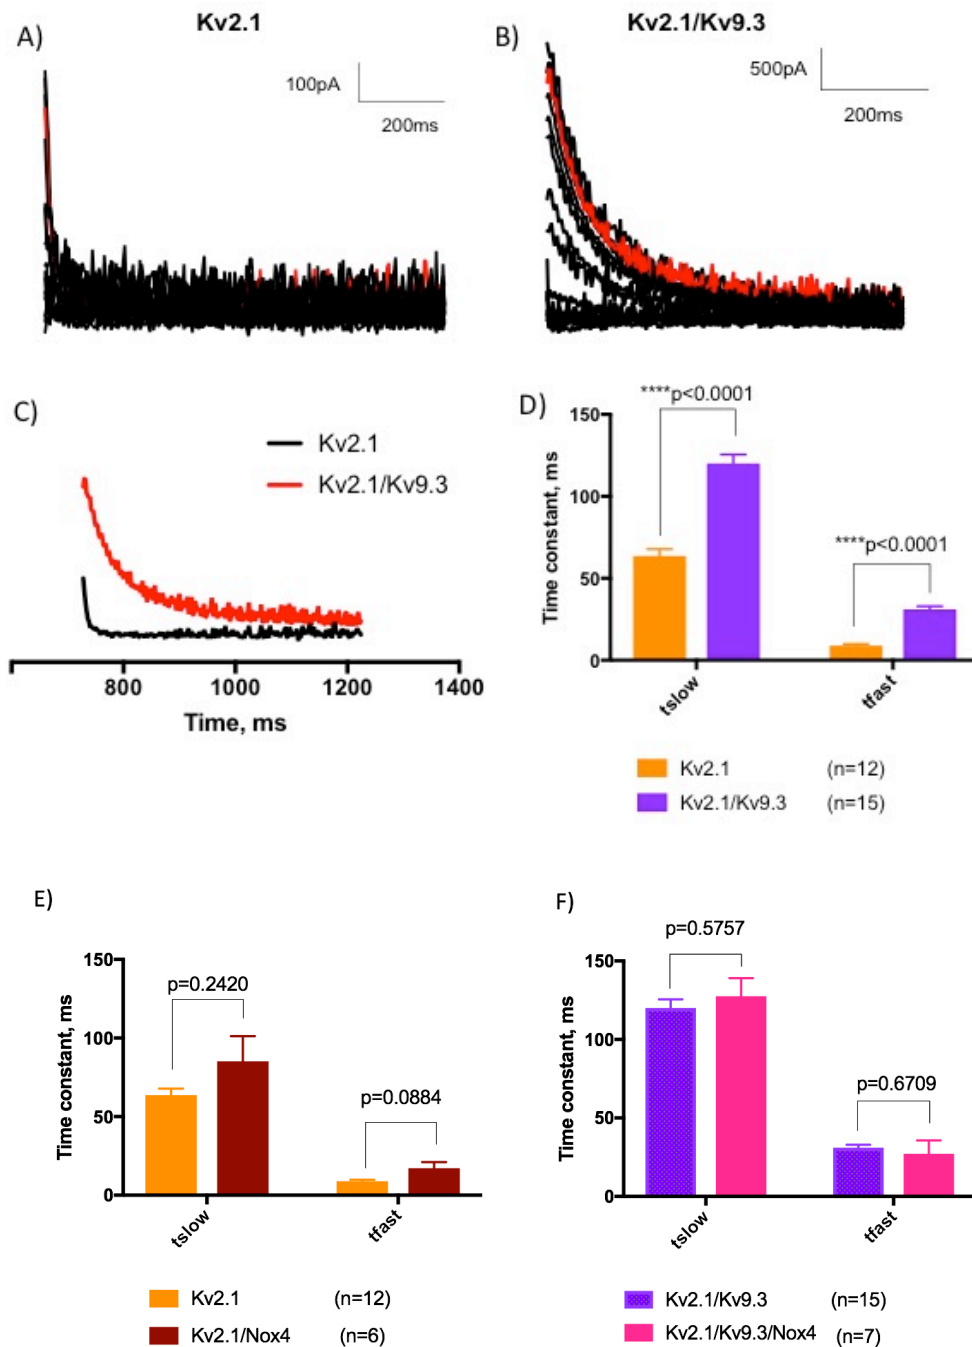 A)
Kv2.1
100pA
200ms
B)
Kv2.1/Kv9.3
500pA
200ms
C)
Kv2.1
Kv2.1/Kv9.3
800 1000 1200 1400
Time, ms
D)
****p<0.0001
****p<0.0001
Time constant, ms
150
100
50
0
tslow
tfast
Kv2.1 (n=12)
Kv2.1/Kv9.3 (n=15)
E)
p=0.2420
p=0.0884
Time constant, ms
150
100
50
0
tslow
tfast
Kv2.1 (n=12)
Kv2.1/Nox4 (n=6)
F)
p=0.5757
p=0.6709
Time constant, ms
150
100
50
0
tslow
tfast
Kv2.1/Kv9.3 (n=15)
Kv2.1/Kv9.3/Nox4 (n=7)